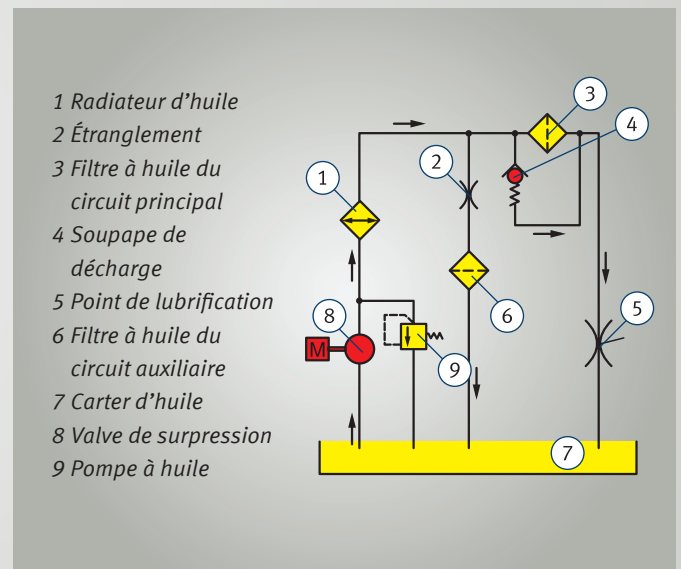 1 Radiateur d'huile
2 Étranglement
3 Filtre à huile du
circuit principal
4 Soupape de
décharge
5 Point de lubrification
6 Filtre à huile du
circuit auxiliaire
7 Carter d'huile
8 Valve de surpression
9 Pompe à huile
3
4
2
1
6
5
8
M
9
7